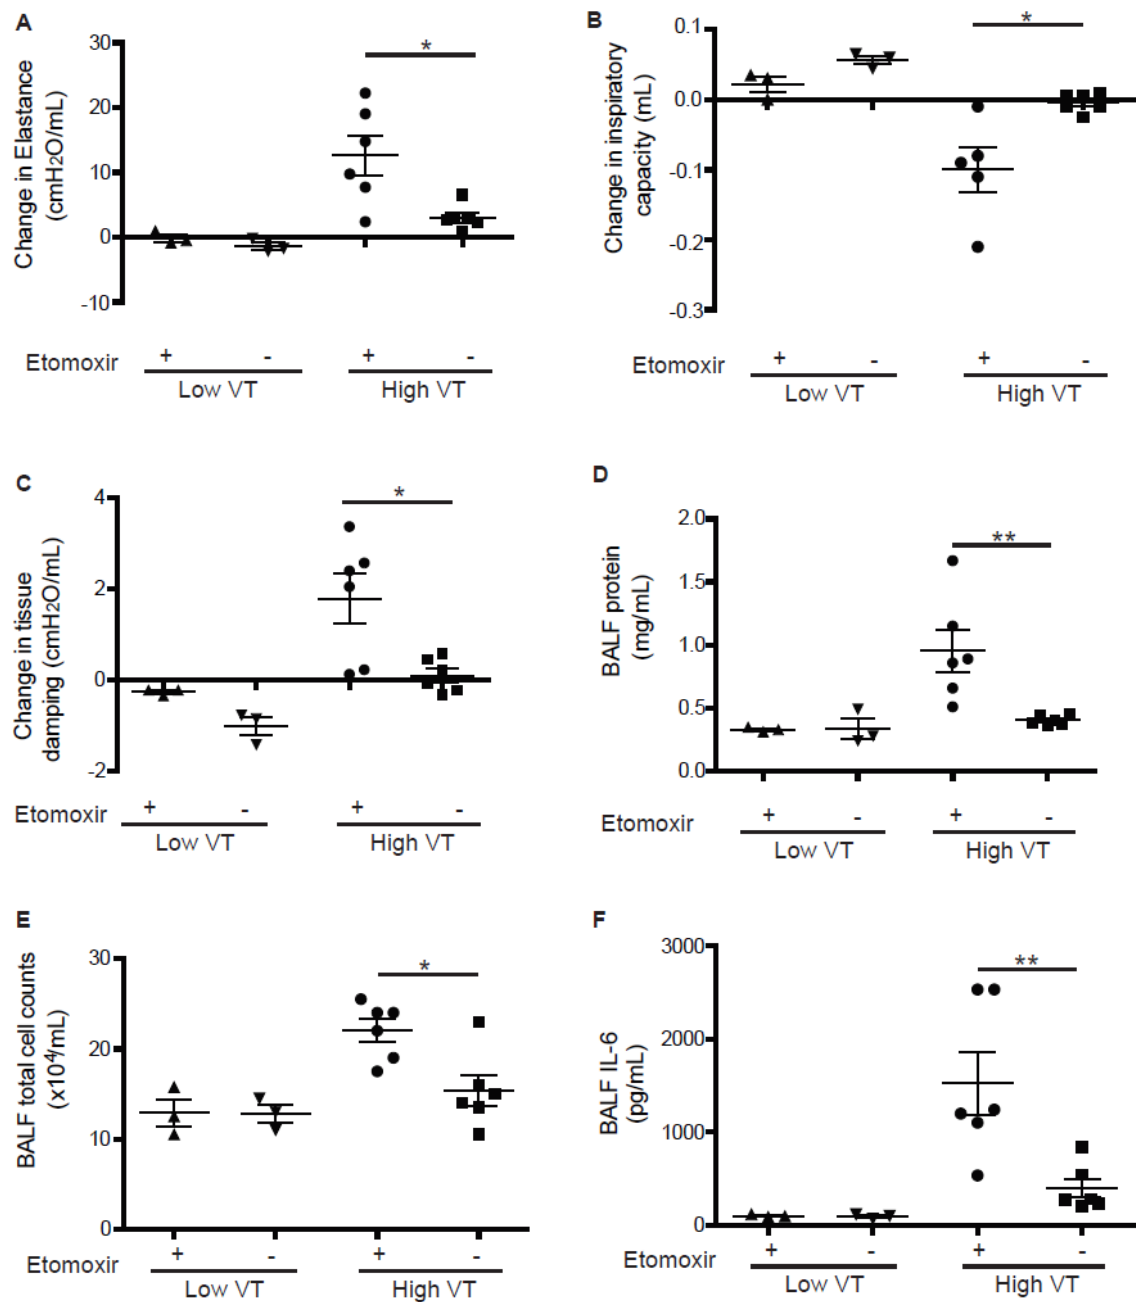 A
Change in Elastance
(cmH2O/mL)
30
20
10
0
-10
*
Etomoxir + - + -
Low VT High VT
B
Change in inspiratory
capacity (mL)
0.1
0.0
-0.1
-0.2
-0.3
*
Etomoxir + - + -
Low VT High VT
C
Change in tissue
damping (cmH2O/mL)
4
2
0
-2
*
Etomoxir + - + -
Low VT High VT
D
BALF protein
(mg/mL)
2.0
1.5
1.0
0.5
0.0
**
Etomoxir + - + -
Low VT High VT
E
BALF total cell counts
(x10⁴/mL)
30
20
10
0
*
Etomoxir + - + -
Low VT High VT
F
BALF IL-6
(pg/mL)
3000
2000
1000
0
**
Etomoxir + - + -
Low VT High VT